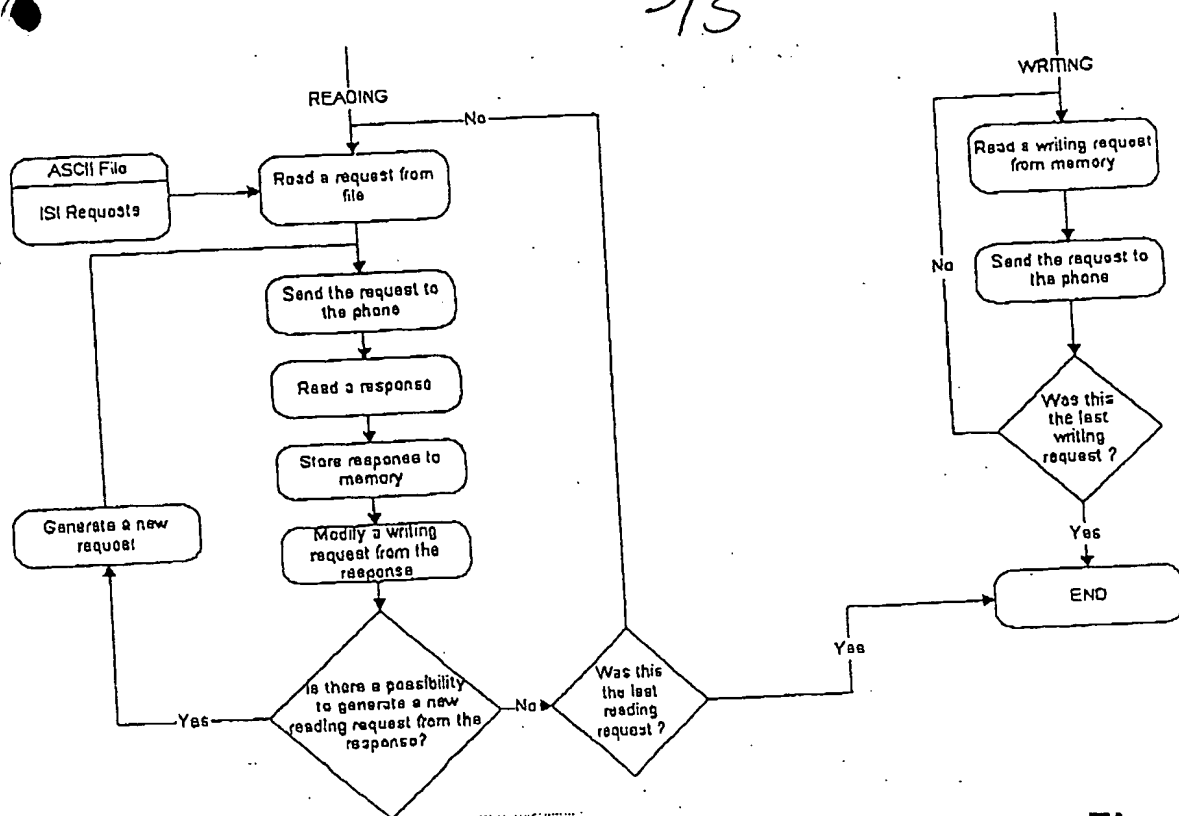 5/5
READING
No
ASCII File
ISI Requests
Read a request from
file
Send the request to
the phone
Read a response
Store response to
memory
Modify a writing
request from the
response
Generate a new
request
Is there a possibility
to generate a new
reading request from the
response?
Yes
No
Was this
the last
reading
request ?
Yes
WRITING
Read a writing request
from memory
Send the request to
the phone
No
Was this
the last
writing
request ?
Yes
END